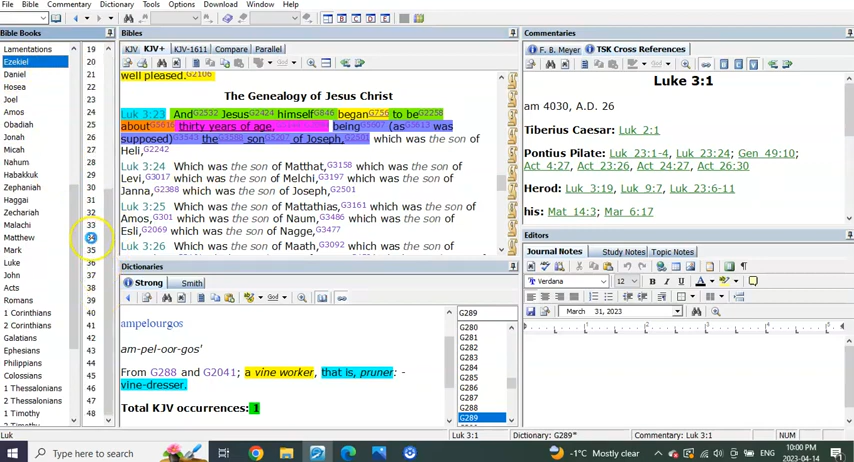 File Bible Commentary Dictionary Tools Options Download Window Help
Bible Books
Lamentations
Ezekiel
Daniel
Hosea
Joel
Amos
Obadiah
Jonah
Micah
Nahum
Habakkuk
Zephaniah
Haggai
Zechariah
Malachi
Matthew
Mark
Luke
John
Acts
Romans
1 Corinthians
2 Corinthians
Galatians
Ephesians
Philippians
Colossians
1 Thessalonians
2 Thessalonians
1 Timothy
19
20
21
22
23
24
25
26
27
28
29
30
31
32
33
35
36
37
38
39
40
41
42
43
44
45
46
47
48
Bibles
KJV KJV+ KJV-1611 Compare Parallel
well pleased.G2106
The Genealogy of Jesus Christ
Luk 3:23 AndG2532 JesusG2424 himselfG846 beganG756 to beG2258
aboutG5616 thirty years of age,
being (asG5613 was
supposed) the son of Joseph, which was the son of
Heli,G2242
Luk 3:24 Which was the son of Matthat,G3158 which was the son of
Levi,G3017 which was the son of Melchi,G3197 which was the son of
Janna,G2388 which was the son of Joseph,G2501
Luk 3:25 Which was the son of Mattathias,G3161 which was the son of
Amos,G301 which was the son of Naum,G3486 which was the son of
Esli,G2069 which was the son of Nagge,G3477
Luk 3:26 Which was the son of Maath,G3092 which was the son of
Dictionaries
Strong Smith
ampelourgos
am-pel-oor-gos'
From G288 and G2041; a vine worker, that is, pruner: -
vine-dresser.
Total KJV occurrences: 1
G289
G280
G281
G282
G283
G284
G285
G286
G287
G288
G289
Commentaries
F. B. Meyer TSK Cross References
Luke 3:1
am 4030, A.D. 26
Tiberius Caesar: Luk 2:1
Pontius Pilate: Luk 23:1-4, Luk 23:24; Gen 49:10;
Act 4:27, Act 23:26, Act 24:27, Act 26:30
Herod: Luk 3:19, Luk 9:7, Luk 23:6-11
his: Mat 14:3; Mar 6:17
Editors
Journal Notes Study Notes Topic Notes
Verdana 12 B I U A
March 31, 2023
Luk
Luk 3:1
Dictionary: G289*
Commentary: Luk 3:1
NUM
Type here to search
-1°C Mostly clear
ENG
10:00 PM
2023-04-14